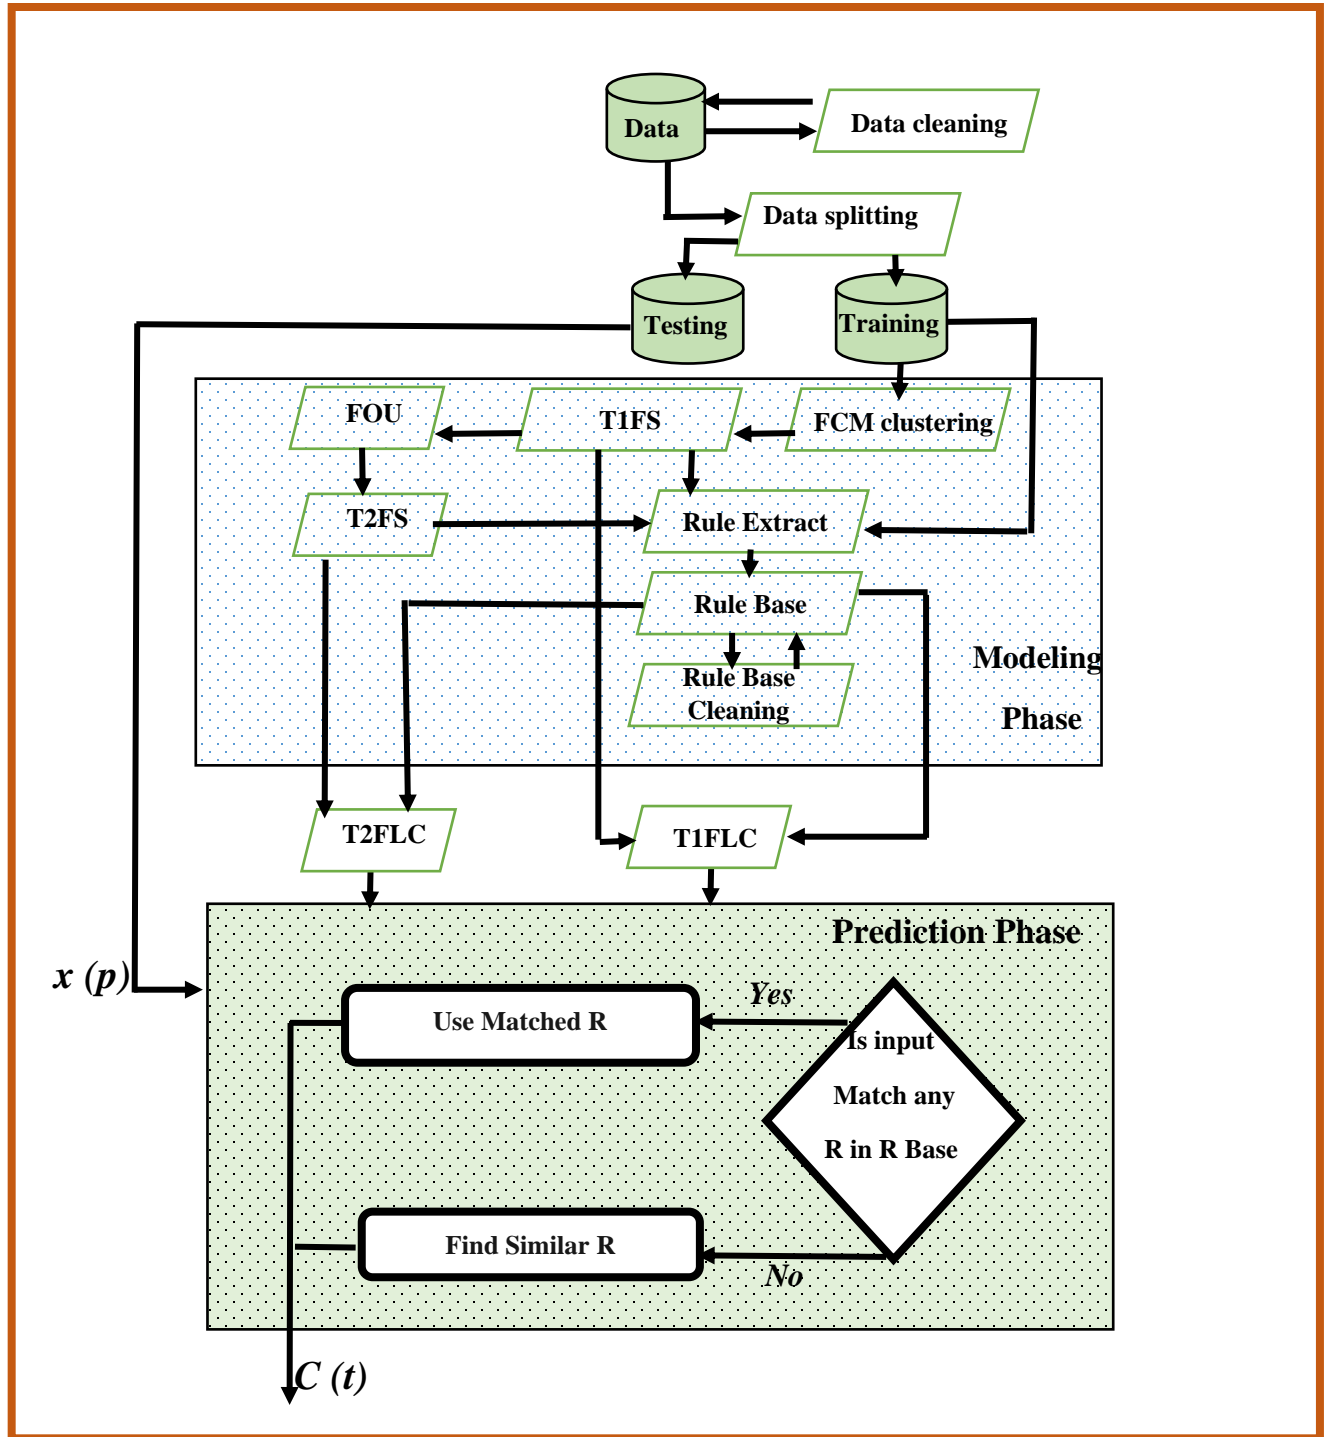 Data
Data cleaning
Data splitting
Testing
Training
FOU
T1FS
FCM clustering
T2FS
Rule Extract
Rule Base
Rule Base
Cleaning
Modeling
Phase
T2FLC
T1FLC
Prediction Phase
x (p)
Yes
Use Matched R
Is input
Match any
R in R Base
Find Similar R
No
C (t)